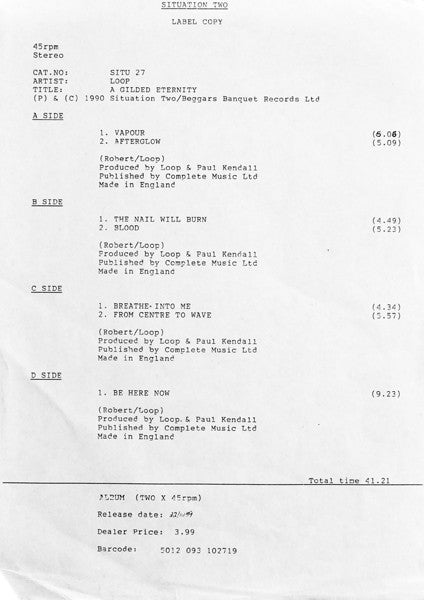 SITUATION TWO
LABEL COPY
45rpm
Stereo
CAT.NO: SITU 27
ARTIST: LOOP
TITLE: A GILDED ETERNITY
(P) & (C) 1990 Situation Two/Beggars Banquet Records Ltd
A SIDE
1. VAPOUR (6.06)
2. AFTERGLOW (5.09)
(Robert/Loop)
Produced by Loop & Paul Kendall
Published by Complete Music Ltd
Made in England
B SIDE
1. THE NAIL WILL BURN (4.49)
2. BLOOD (5.23)
(Robert/Loop)
Produced by Loop & Paul Kendall
Published by Complete Music Ltd
Made in England
C SIDE
1. BREATHE INTO ME (4.34)
2. FROM CENTRE TO WAVE (5.57)
(Robert/Loop)
Produced by Loop & Paul Kendall
Published by Complete Music Ltd
Made in England
D SIDE
1. BE HERE NOW (9.23)
(Robert/Loop)
Produced by Loop & Paul Kendall
Published by Complete Music Ltd
Made in England
Total time 41.21
ALBUM (TWO X 45rpm)
Release date:
Dealer Price: 3.99
Barcode: 5012 093 102719